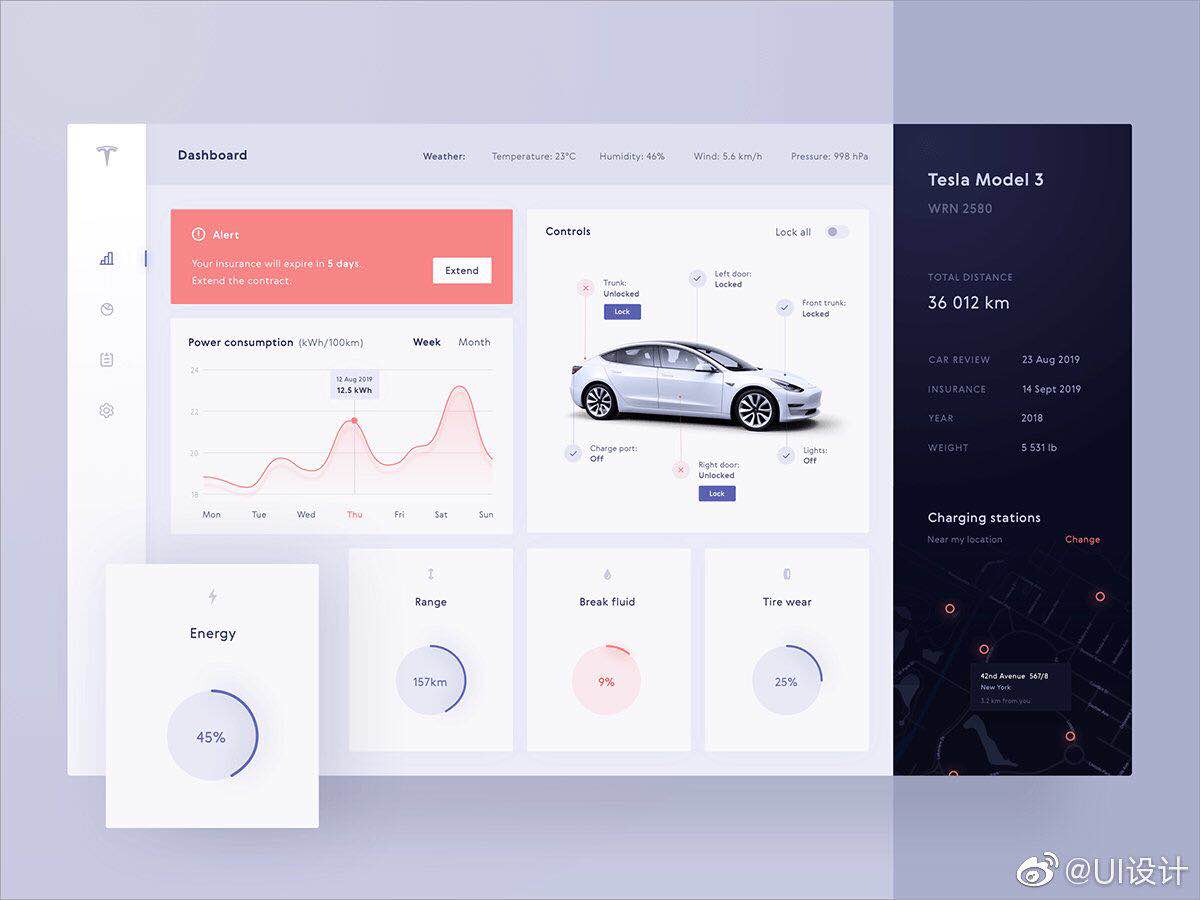 Dashboard
Weather: Temperature: 23°C Humidity: 46% Wind: 5.6 km/h Pressure: 998 hPa
Alert
Your insurance will expire in 5 days.
Extend the contract.
Extend
Power consumption (kWh/100km) Week Month
24
22
20
18
12 Aug 2019
12.5 kWh
Mon Tue Wed Thu Fri Sat Sun
Controls
Lock all
Trunk:
Unlocked
Lock
Left door:
Locked
Front trunk:
Locked
Charge port:
Off
Right door:
Unlocked
Lock
Lights:
Off
Energy
45%
Range
157km
Break fluid
9%
Tire wear
25%
Tesla Model 3
WRN 2580
TOTAL DISTANCE
36 012 km
CAR REVIEW 23 Aug 2019
INSURANCE 14 Sept 2019
YEAR 2018
WEIGHT 5 531 lb
Charging stations
Near my location Change
42nd Avenue 567/8
New York
3.2 km from you
@UI设计